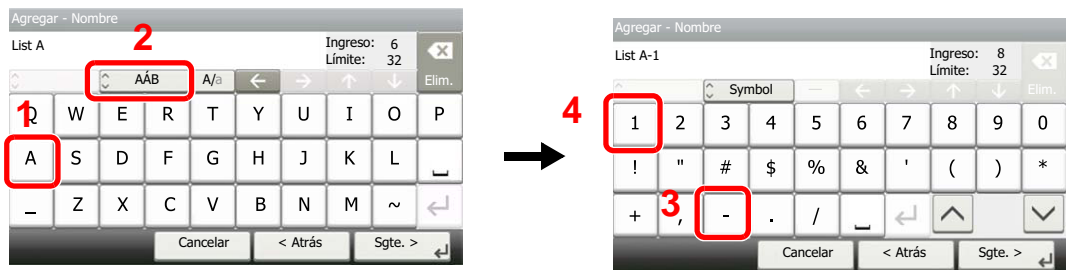 Agregar - Nombre
2
List A
Ingreso: 6
Límite: 32
AÁB
A/a
Elim.
1
Q W E R T Y U I O P
A S D F G H J K L
_ Z X C V B N M ~
Cancelar
< Atrás
Sgte. >
Agregar - Nombre
List A-1
Ingreso: 8
Límite: 32
Symbol
Elim.
4
1 2 3 4 5 6 7 8 9 0
! " # $ % & ' ( ) *
3
+ , - . /
Cancelar
< Atrás
Sgte. >